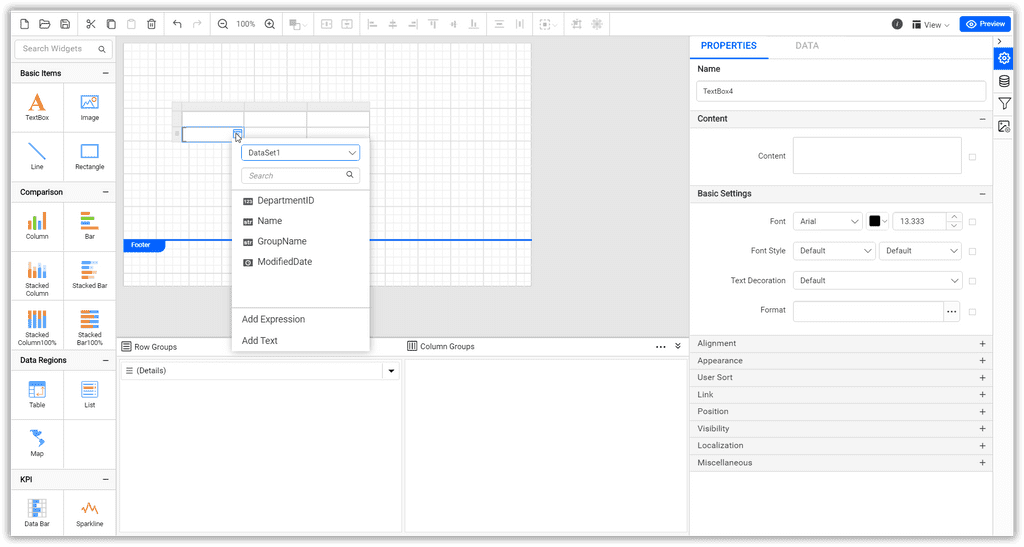 100%
View
Preview
Search Widgets
Basic Items
TextBox
Image
Line
Rectangle
Comparison
Column
Bar
Stacked
Column
Stacked Bar
Stacked
Column100%
Stacked
Bar100%
Data Regions
Table
List
Map
KPI
Data Bar
Sparkline
DataSet1
Search
123 DepartmentID
str Name
str GroupName
ModifiedDate
Add Expression
Add Text
Footer
Row Groups
Column Groups
(Details)
PROPERTIES
DATA
Name
TextBox4
Content
Content
Basic Settings
Font
Arial
13.333
Font Style
Default
Default
Text Decoration
Default
Format
Alignment
Appearance
User Sort
Link
Position
Visibility
Localization
Miscellaneous